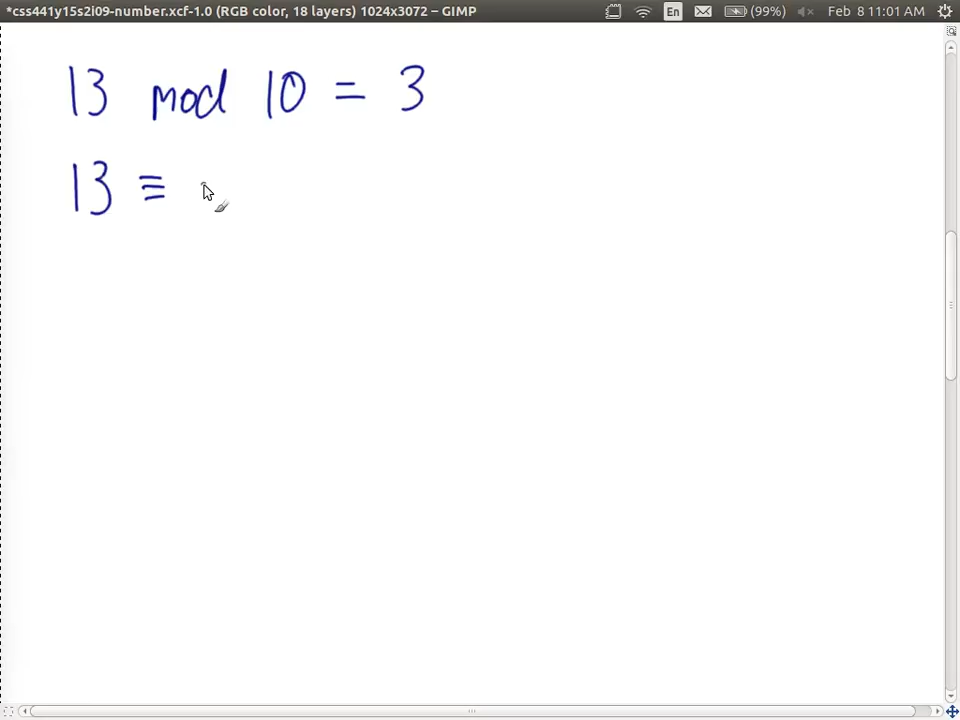 *css441y15s2i09-number.xcf-1.0 (RGB color, 18 layers) 1024x3072 – GIMP En (99%) Feb 8 11:01 AM
13 mod 10 = 3
13 ≡